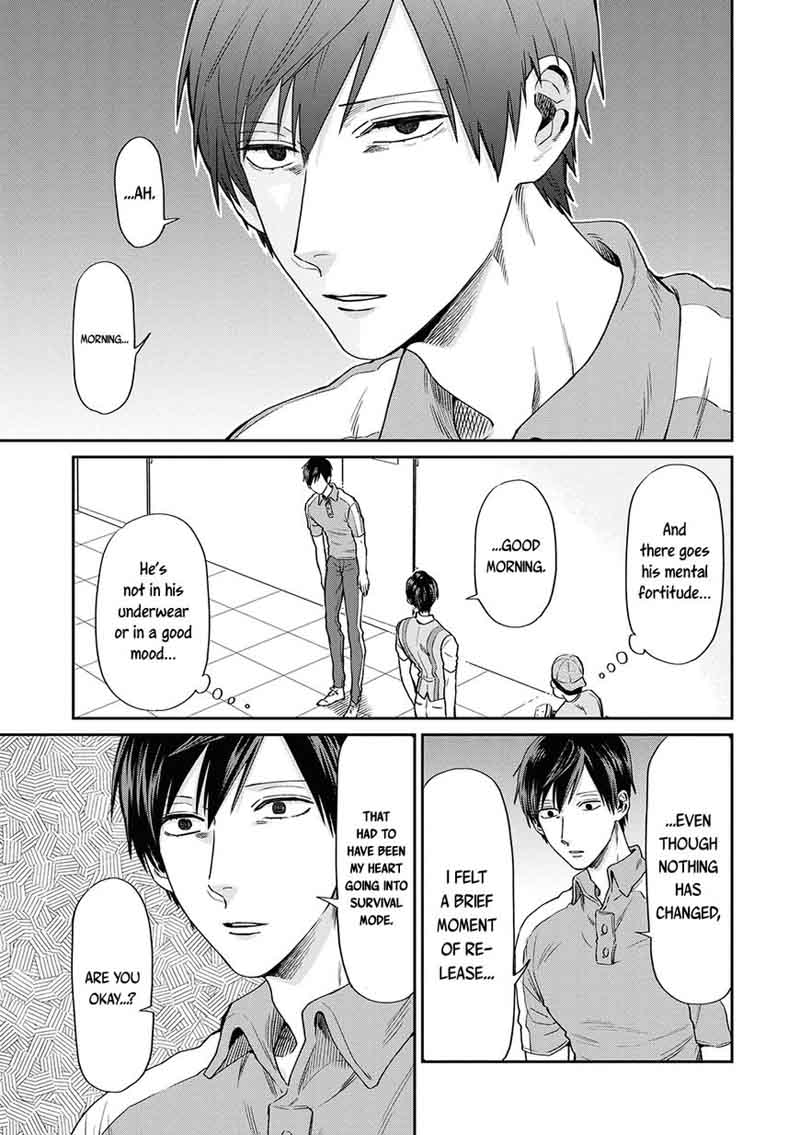 ...AH.
MORNING...
And
there goes
his mental
fortitude...
...GOOD
MORNING.
He's
not in his
underwear
or in a good
mood...
...EVEN
THOUGH
NOTHING
HAS
CHANGED,
I FELT
A BRIEF
MOMENT
OF RE-
LEASE...
THAT
HAD TO
HAVE BEEN
MY HEART
GOING INTO
SURVIVAL
MODE.
ARE YOU
OKAY...?